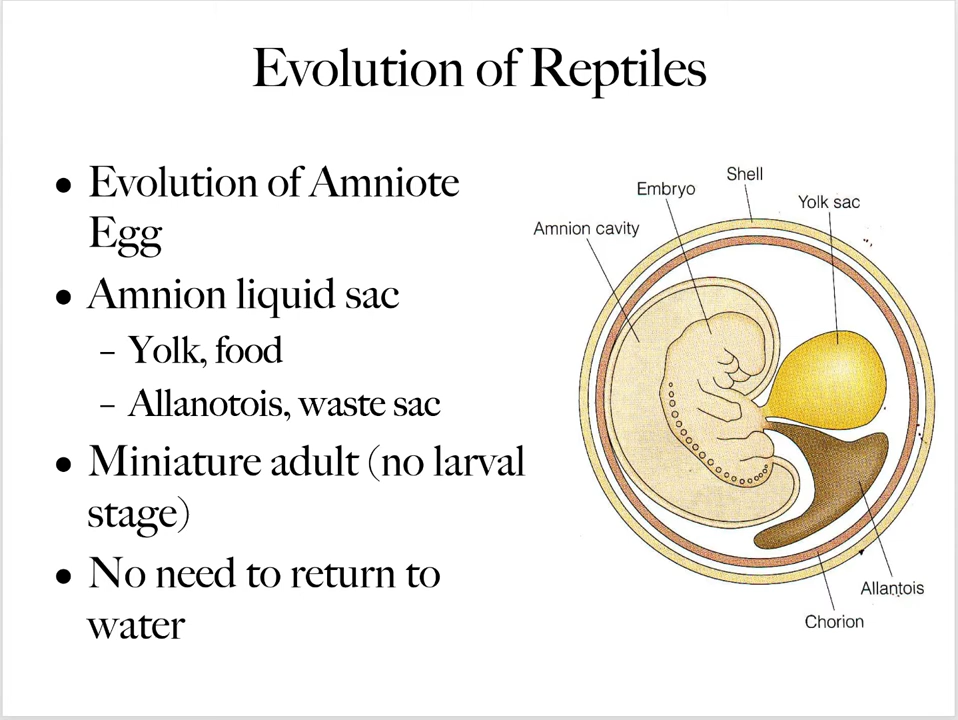 Evolution of Reptiles
• Evolution of Amniote
Egg
• Amnion liquid sac
– Yolk, food
– Allanotois, waste sac
• Miniature adult (no larval
stage)
• No need to return to
water
Shell
Embryo
Yolk sac
Amnion cavity
Allantois
Chorion